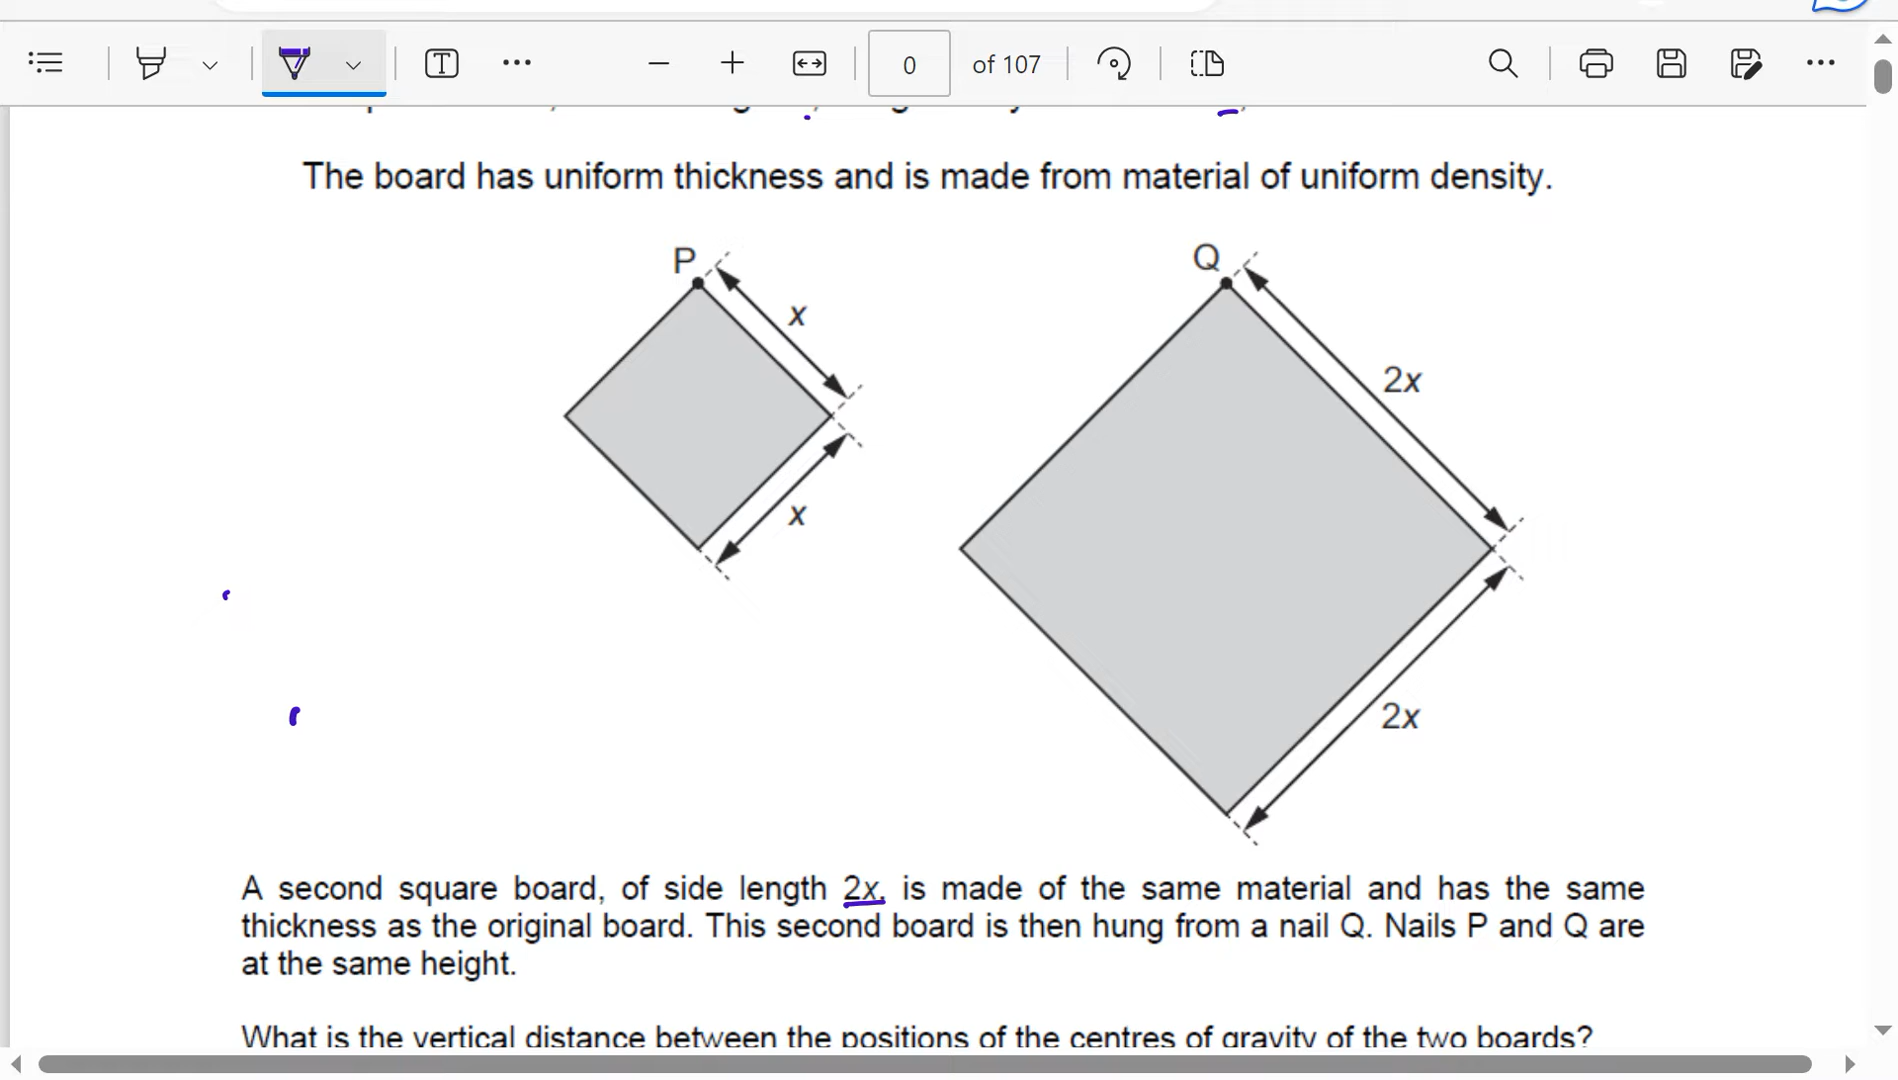 0 of 107
The board has uniform thickness and is made from material of uniform density.
P
Q
x
2x
x
2x
A second square board, of side length 2x, is made of the same material and has the same
thickness as the original board. This second board is then hung from a nail Q. Nails P and Q are
at the same height.
What is the vertical distance between the positions of the centres of gravity of the two boards?